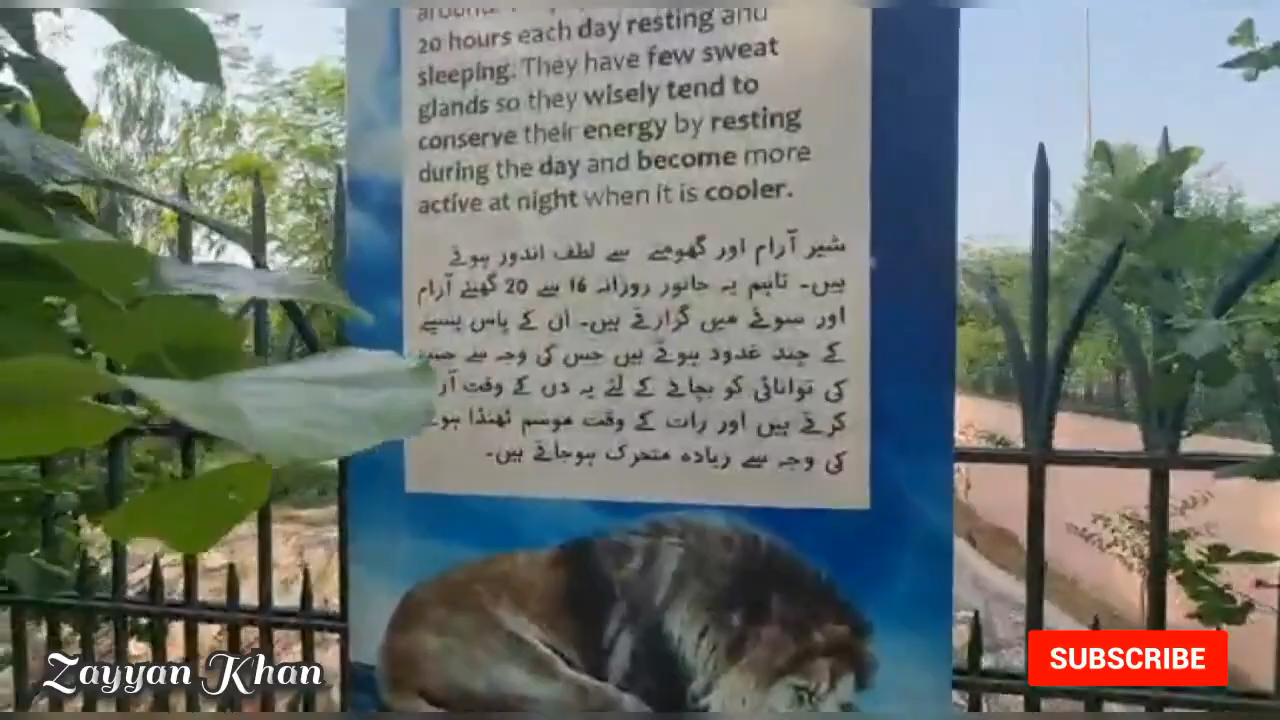 20 hours each day resting and
sleeping. They have few sweat
glands so they wisely tend to
conserve their energy by resting
during the day and become more
active at night when it is cooler.
شیر آرام اور گھومنے سے لطف اندور ہوتے
ہیں۔ تاہم یہ جانور روزانہ 16 سے 20 گھنٹے آرام
اور سونے میں گزارتے ہیں۔ ان کے پاس پسینے
کے چند غدود ہوتے ہیں جس کی وجہ سے
کی توانائی کو بچانے کے لئے یہ دن کے وقت
کرتے ہیں اور رات کے وقت موسم ٹھنڈا
کی وجہ سے زیادہ متحرک ہوجاتے ہیں۔
Zayyan Khan
SUBSCRIBE